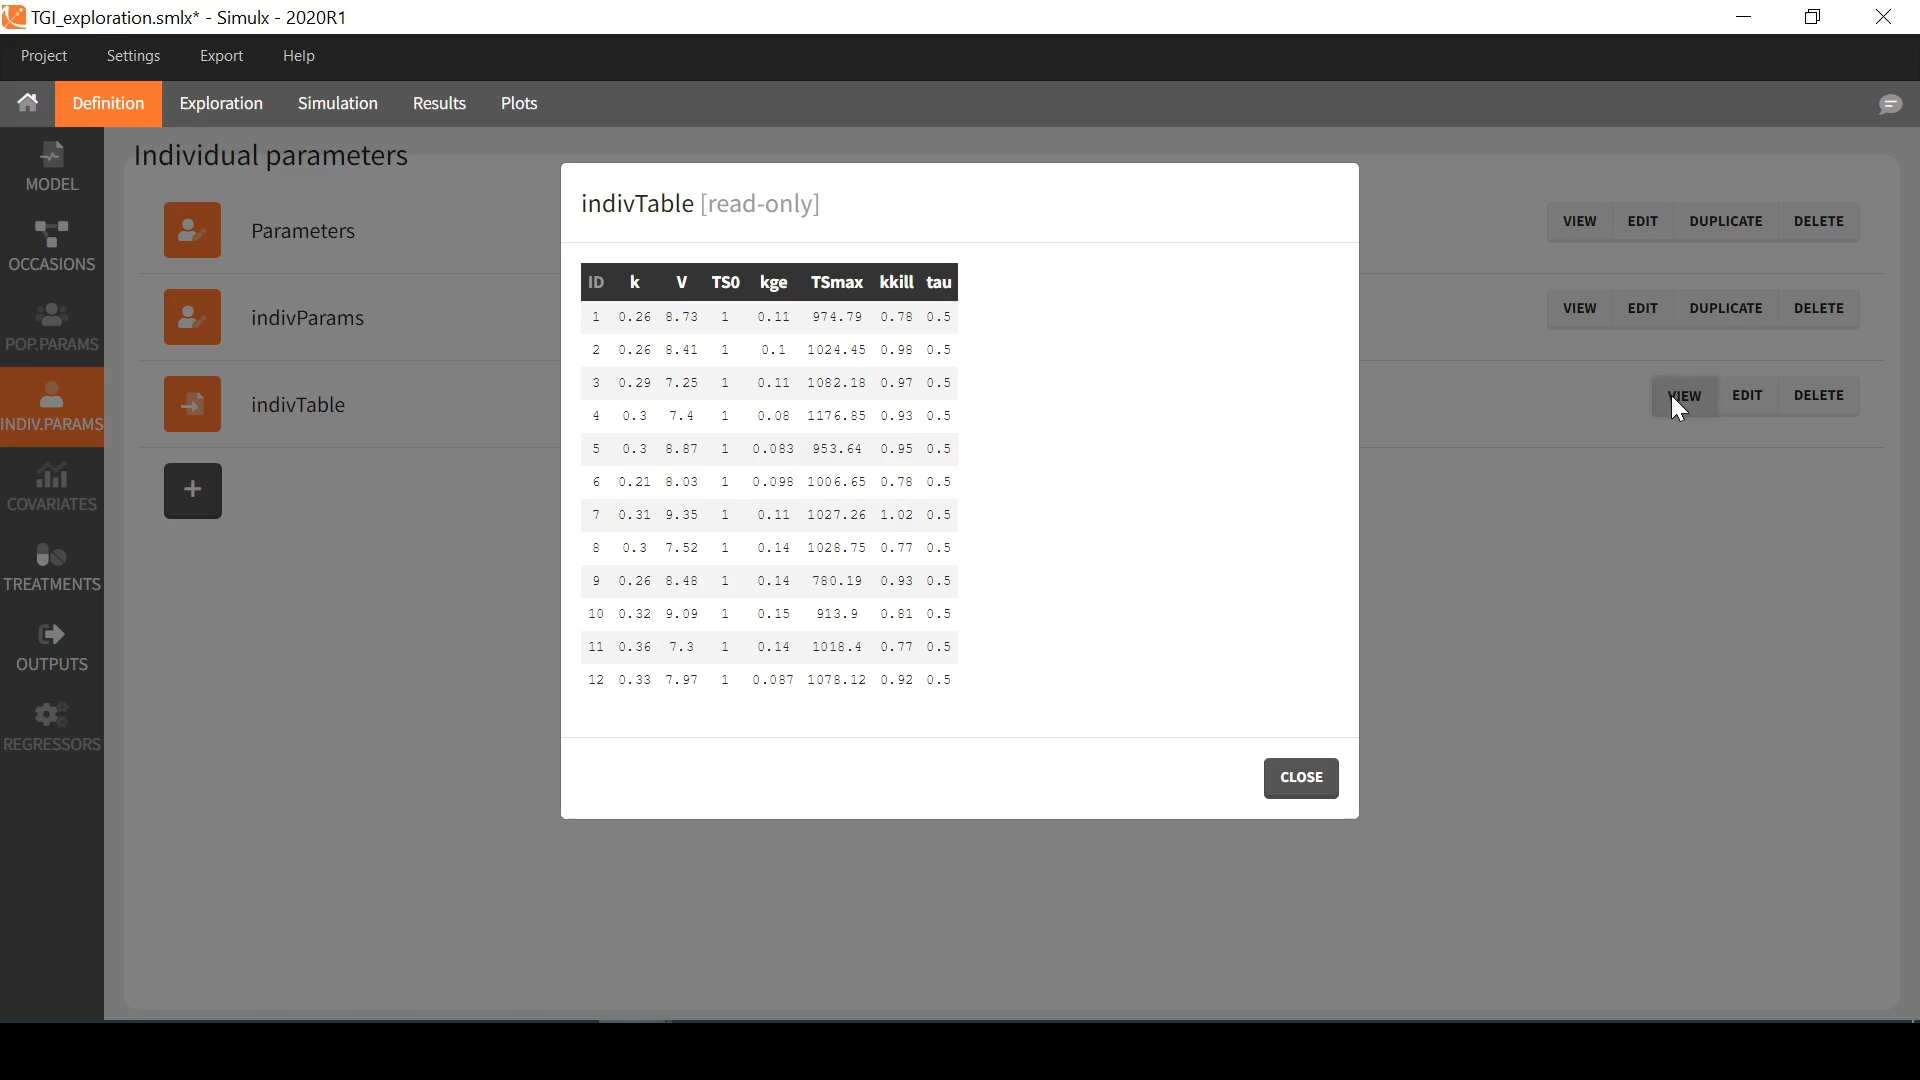 TGI_exploration.smlx* - Simulx - 2020R1
Project Settings Export Help
Definition Exploration Simulation Results Plots
MODEL
OCCASIONS
POP.PARAMS
INDIV.PARAMS
COVARIATES
TREATMENTS
OUTPUTS
REGRESSORS
Individual parameters
Parameters
VIEW EDIT DUPLICATE DELETE
indivParams
VIEW EDIT DUPLICATE DELETE
indivTable
VIEW EDIT DELETE
+
indivTable [read-only]
ID k V TS0 kge TSmax kkill tau
1 0.26 8.73 1 0.11 974.79 0.78 0.5
2 0.26 8.41 1 0.1 1024.45 0.98 0.5
3 0.29 7.25 1 0.11 1082.18 0.97 0.5
4 0.3 7.4 1 0.08 1176.85 0.93 0.5
5 0.3 8.87 1 0.083 953.64 0.95 0.5
6 0.21 8.03 1 0.098 1006.65 0.78 0.5
7 0.31 9.35 1 0.11 1027.26 1.02 0.5
8 0.3 7.52 1 0.14 1028.75 0.77 0.5
9 0.26 8.48 1 0.14 780.19 0.93 0.5
10 0.32 9.09 1 0.15 913.9 0.81 0.5
11 0.36 7.3 1 0.14 1018.4 0.77 0.5
12 0.33 7.97 1 0.087 1078.12 0.92 0.5
CLOSE